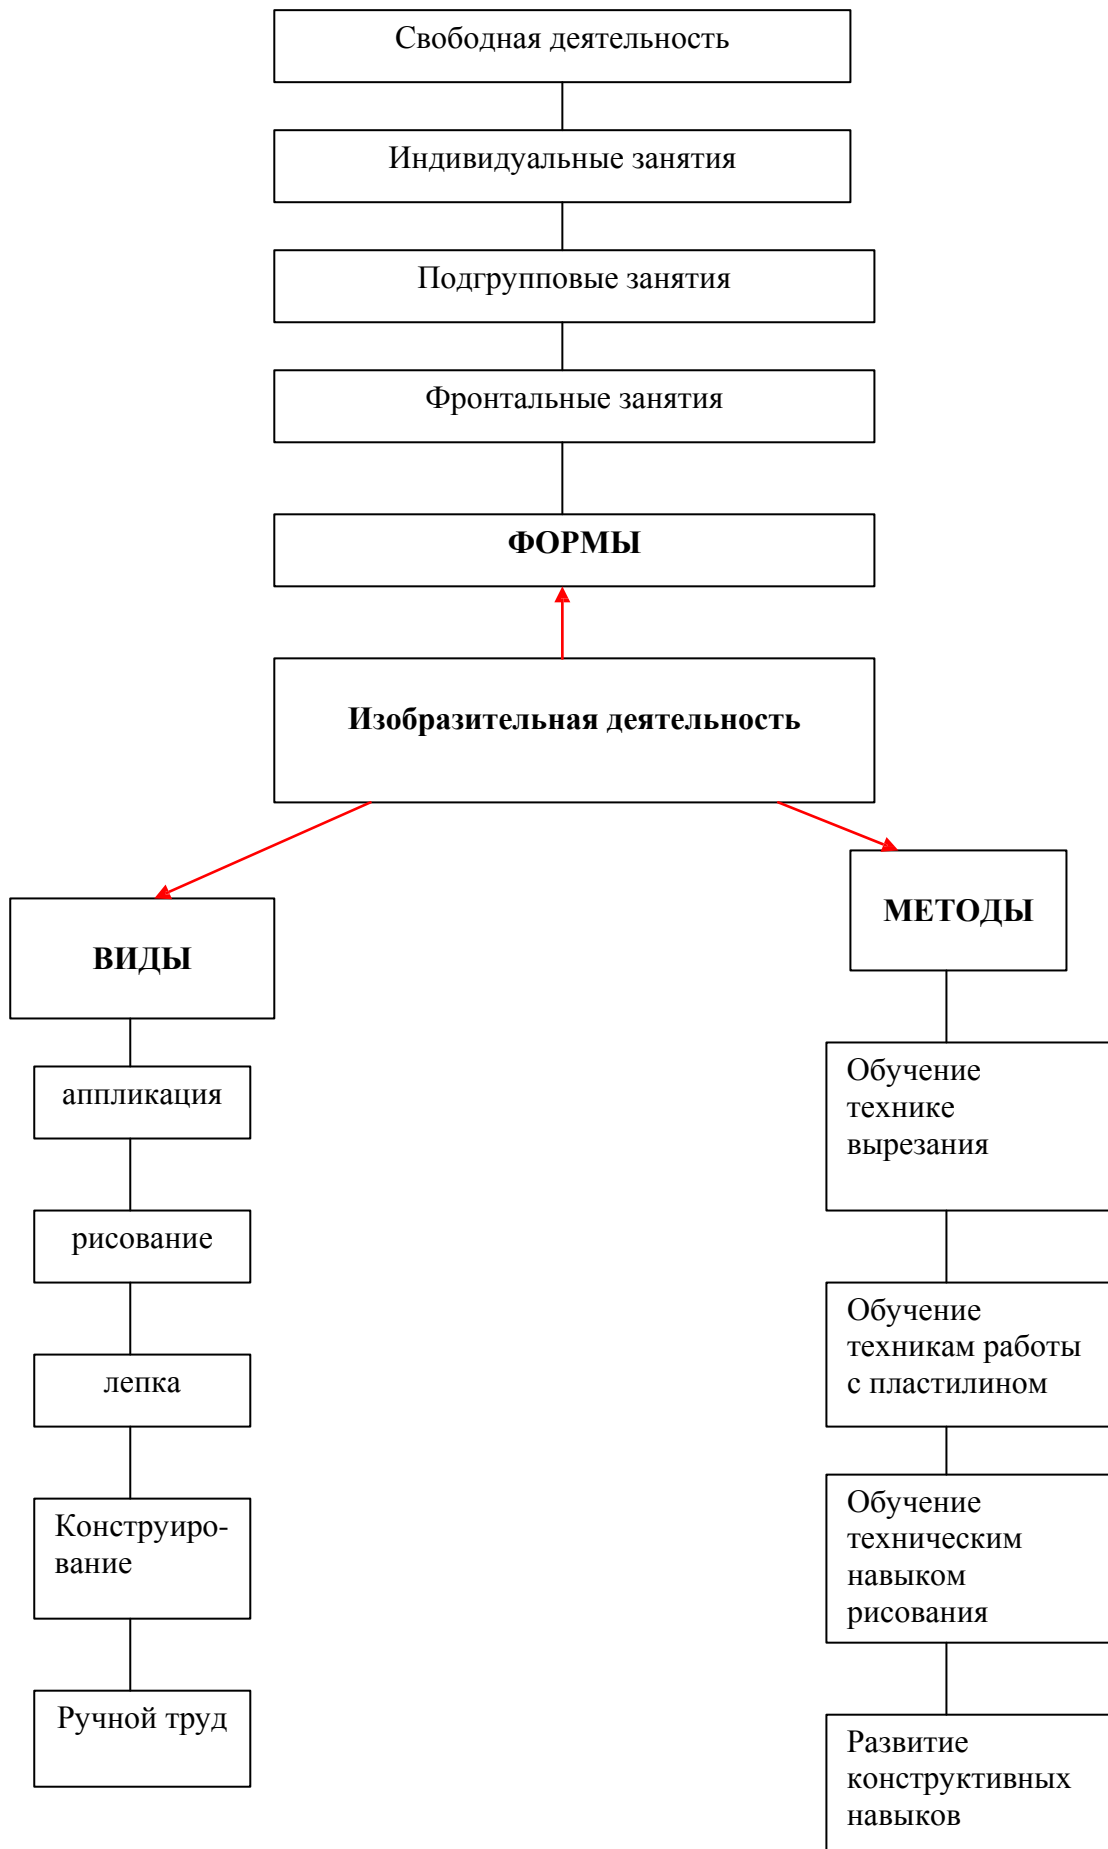 Свободная деятельность
Индивидуальные занятия
Подгрупповые занятия
Фронтальные занятия
ФОРМЫ
Изобразительная деятельность
ВИДЫ
аппликация
рисование
лепка
Конструиро-
вание
Ручной труд
МЕТОДЫ
Обучение
технике
вырезания
Обучение
техникам работы
с пластилином
Обучение
техническим
навыком
рисования
Развитие
конструктивных
навыков